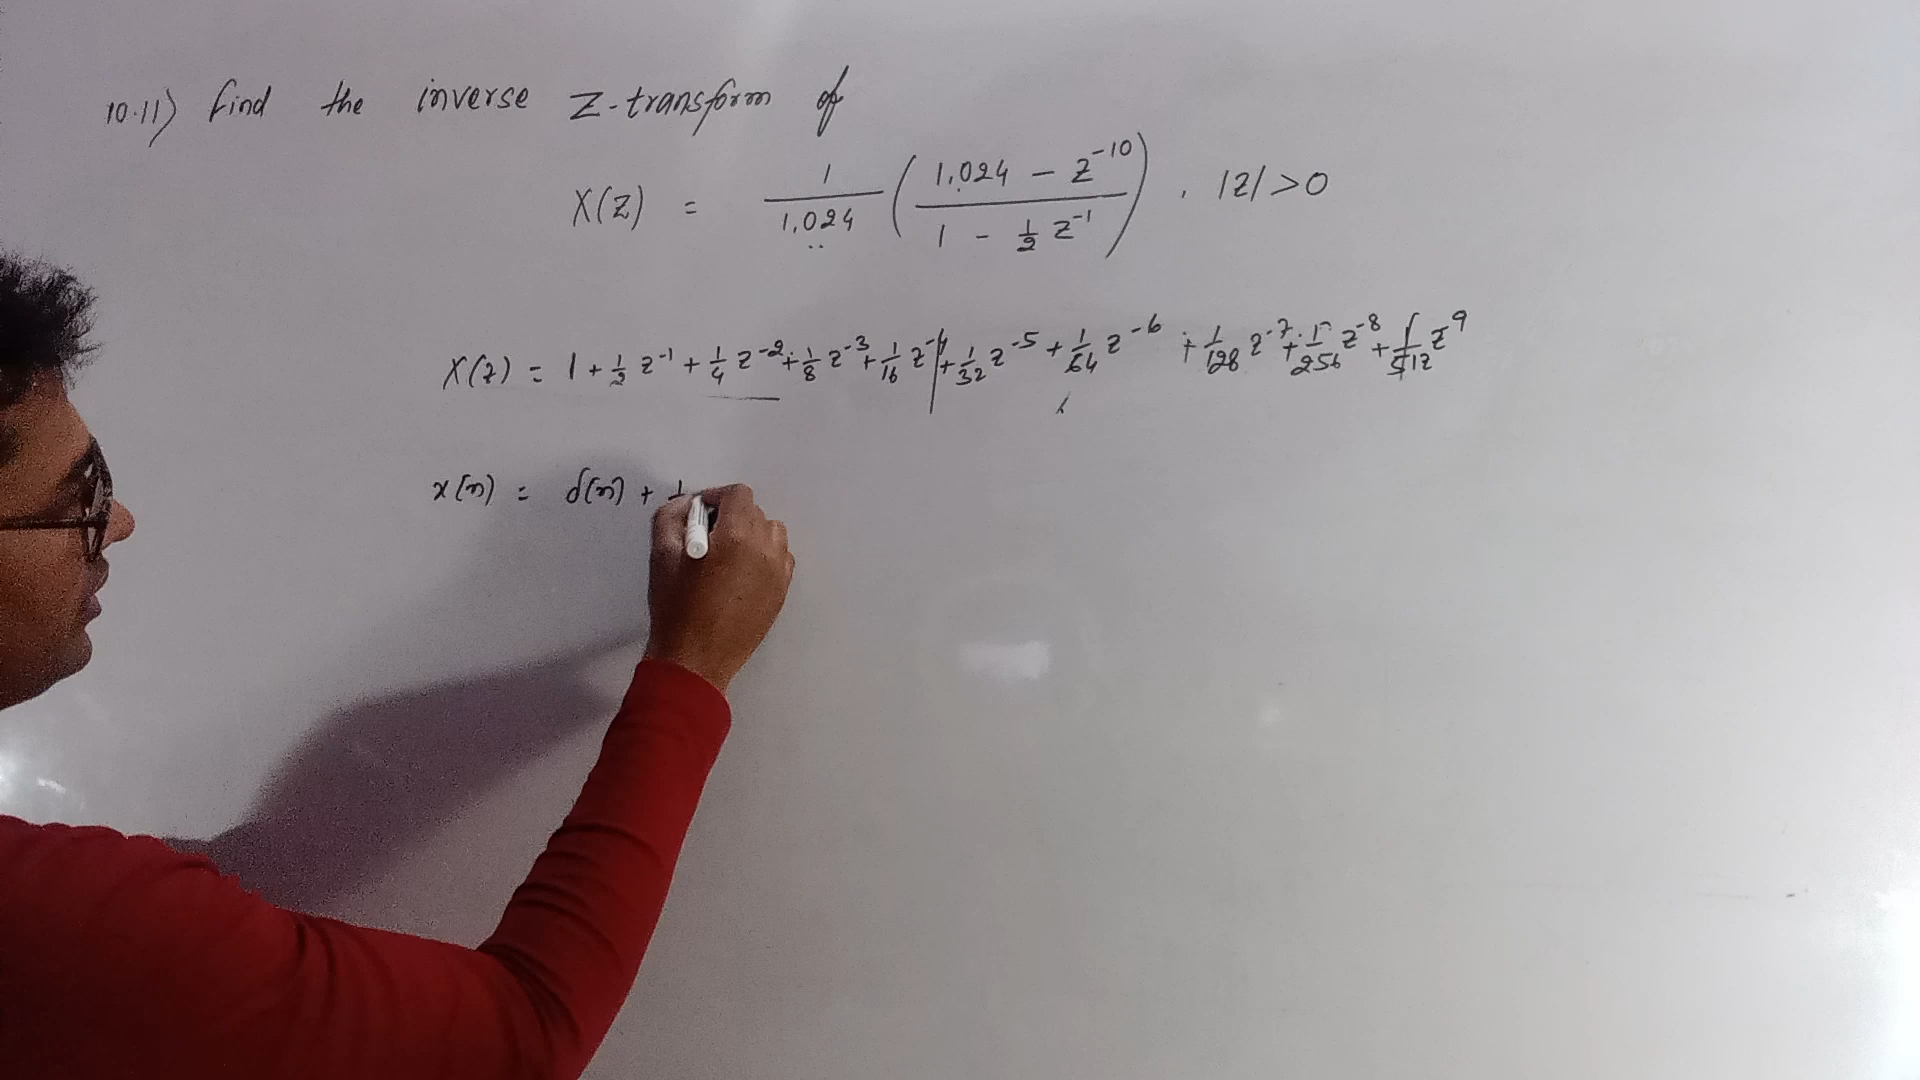 10.11) find the inverse Z-transform of
X(z) = 1/1,024 ( (1,024 - z^-10) / (1 - 1/2 z^-1) ) , |z|>0
X(z) = 1 + 1/2 z^-1 + 1/4 z^-2 + 1/8 z^-3 + 1/16 z^-4 + 1/32 z^-5 + 1/64 z^-6 + 1/128 z^-7 + 1/256 z^-8 + 1/512 z^9
x[n] = δ[n] + 1